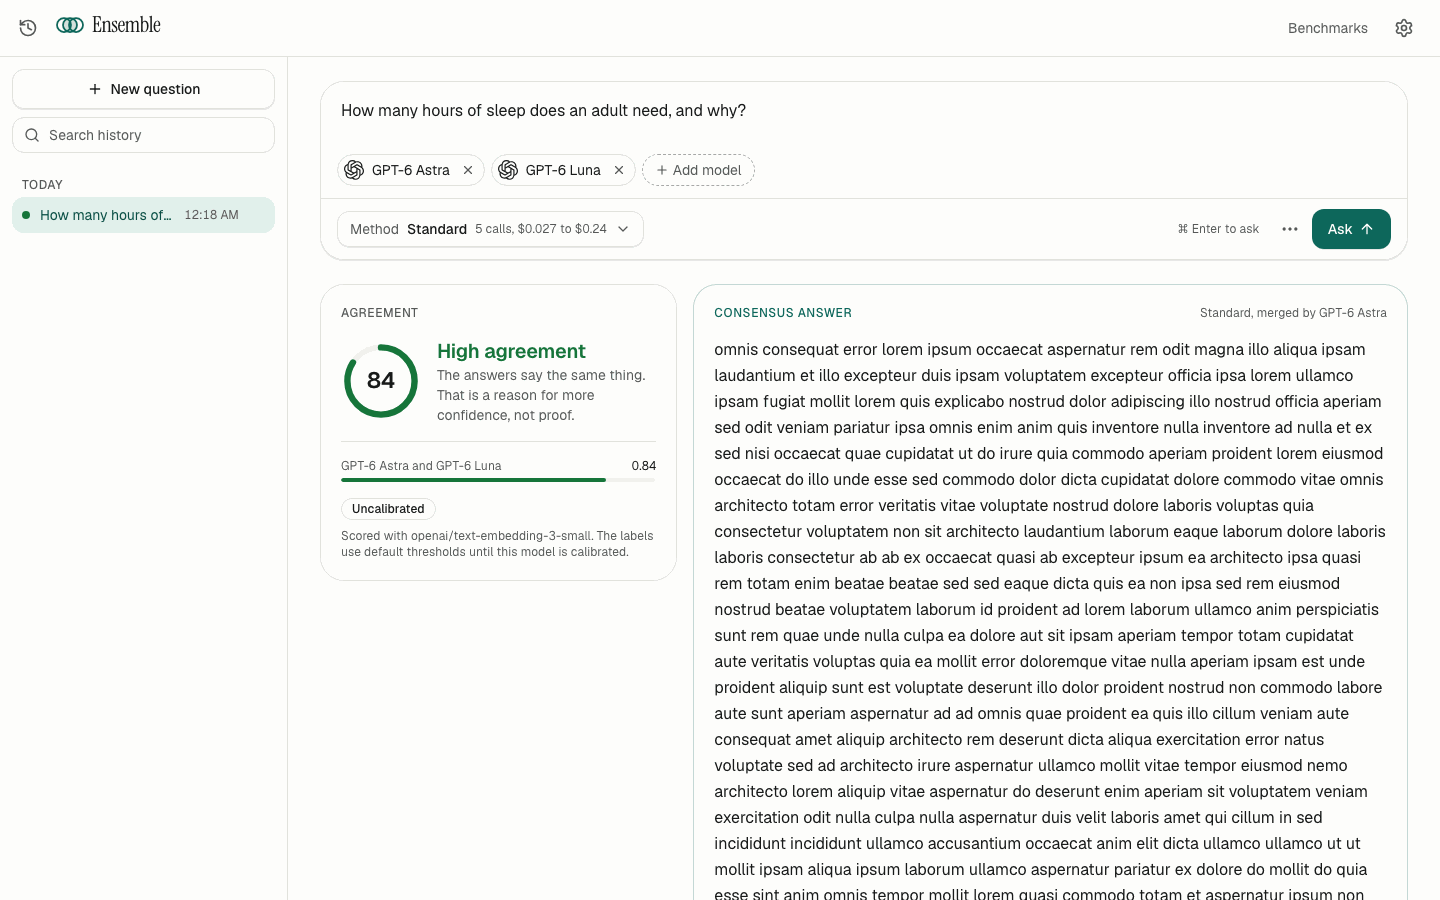 Ensemble
Benchmarks
New question
Search history
TODAY
How many hours of... 12:18 AM
How many hours of sleep does an adult need, and why?
GPT-6 Astra
GPT-6 Luna
Add model
Method Standard 5 calls, $0.027 to $0.24
⌘ Enter to ask
Ask
AGREEMENT
84
High agreement
The answers say the same thing.
That is a reason for more
confidence, not proof.
GPT-6 Astra and GPT-6 Luna 0.84
Uncalibrated
Scored with openai/text-embedding-3-small. The labels
use default thresholds until this model is calibrated.
CONSENSUS ANSWER
Standard, merged by GPT-6 Astra
omnis consequat error lorem ipsum occaecat aspernatur rem odit magna illo aliqua ipsam
laudantium et illo excepteur duis ipsam voluptatem excepteur officia ipsa lorem ullamco
ipsam fugiat mollit lorem quis explicabo nostrud dolor adipiscing illo nostrud officia aperiam
sed odit veniam pariatur ipsa omnis enim anim quis inventore nulla inventore ad nulla et ex
sed nisi occaecat quae cupidatat ut do irure quia commodo aperiam proident lorem eiusmod
occaecat do illo unde esse sed commodo dolor dicta cupidatat dolore commodo vitae omnis
architecto totam error veritatis vitae voluptate nostrud dolore laboris voluptas quia
consectetur voluptatem non sit architecto laudantium laborum eaque laborum dolore laboris
laboris consectetur ab ab ex occaecat quasi ab excepteur ipsum ea architecto ipsa quasi
rem totam enim beatae beatae sed sed eaque dicta quis ea non ipsa sed rem eiusmod
nostrud beatae voluptatem laborum id proident ad lorem laborum ullamco anim perspiciatis
sunt rem quae unde nulla culpa ea dolore aut sit ipsam aperiam tempor totam cupidatat
aute veritatis voluptas quia ea mollit error doloremque vitae nulla aperiam ipsam est unde
proident aliquip sunt est voluptate deserunt illo dolor proident nostrud non commodo labore
aute sunt aperiam aspernatur ad ad omnis quae proident ea quis illo cillum veniam aute
consequat amet aliquip architecto rem deserunt dicta aliqua exercitation error natus
voluptate sed ad architecto irure aspernatur ullamco mollit vitae tempor eiusmod nemo
architecto lorem aliquip vitae aspernatur do deserunt enim aperiam sit voluptatem veniam
exercitation odit nulla culpa nulla aspernatur duis velit laboris amet qui cillum in sed
incididunt incididunt ullamco accusantium occaecat anim elit dicta ullamco ullamco ut ut
mollit ipsam aliqua ipsum laborum ullamco aspernatur pariatur ex dolore do mollit do quia
esse sint anim omnis tempor mollit lorem quasi commodo totam et aspernatur ipsum non